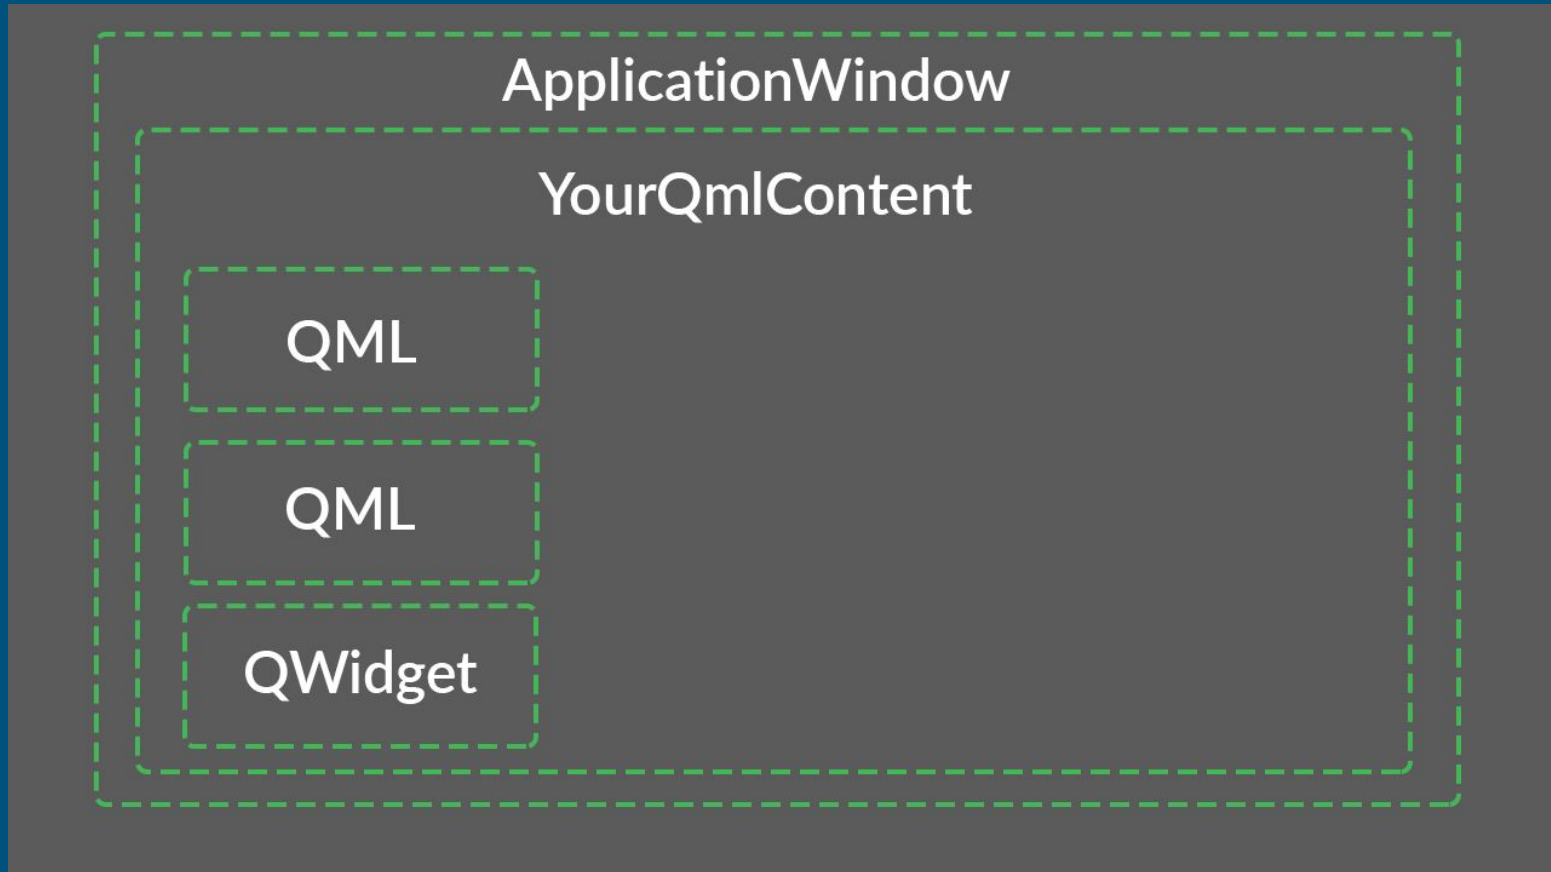 ApplicationWindow
YourQmlContent
QML
QML
QWidget